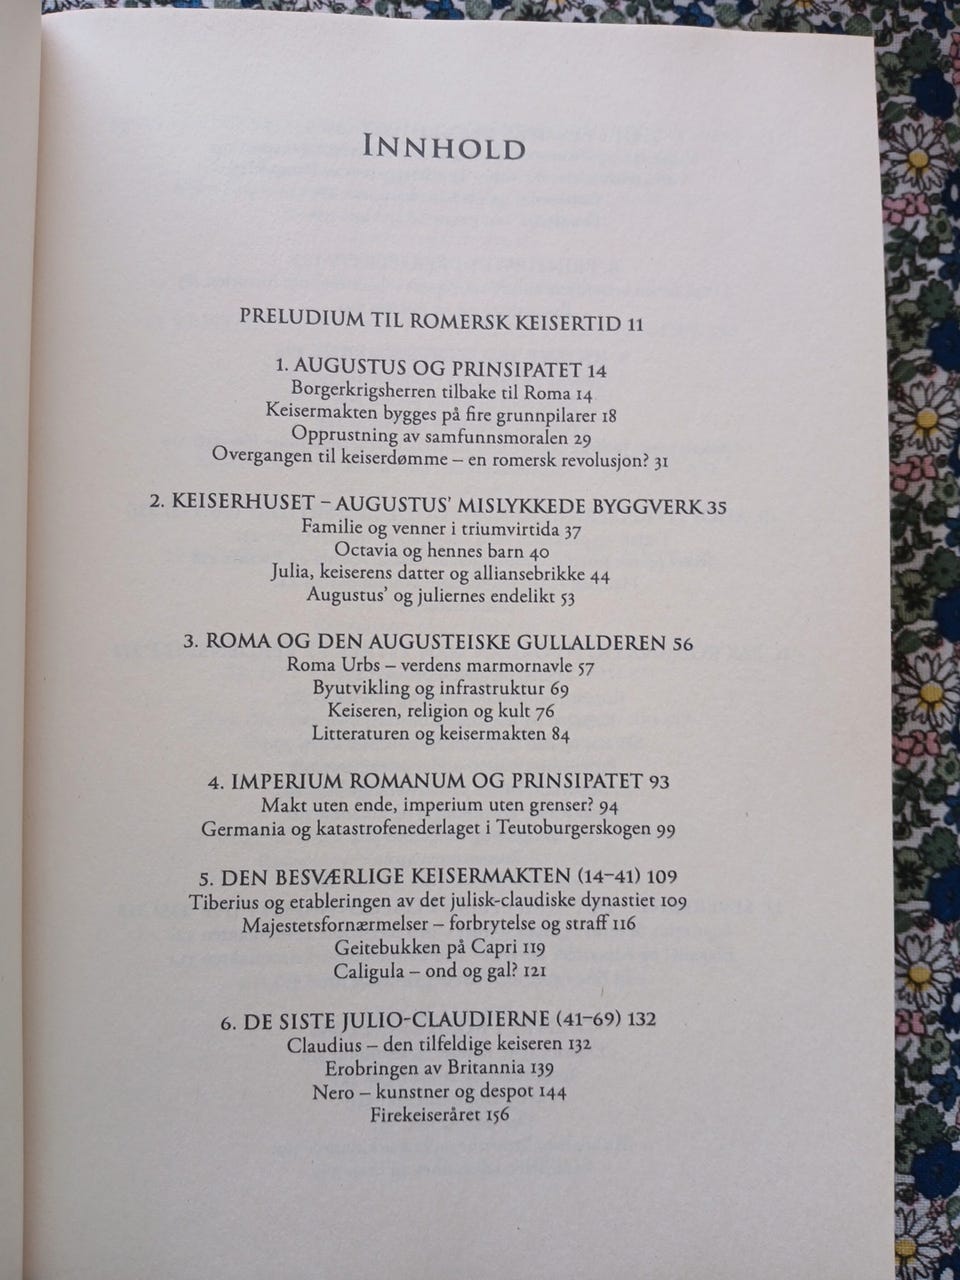 INNHOLD
PRELUDIUM TIL ROMERSK KEISERTID 11
1. AUGUSTUS OG PRINSIPATET 14
Borgerkrigsherren tilbake til Roma 14
Keisermakten bygges på fire grunnpilarer 18
Opprustning av samfunnsmoralen 29
Overgangen til keiserdømme – en romersk revolusjon? 31
2. KEISERHUSET – AUGUSTUS’ MISLYKKEDE BYGGVERK 35
Familie og venner i triumvirtida 37
Octavia og hennes barn 40
Julia, keiserens datter og alliansebrikke 44
Augustus’ og juliernes endelikt 53
3. ROMA OG DEN AUGUSTEISKE GULLALDEREN 56
Roma Urbs – verdens marmornavle 57
Byutvikling og infrastruktur 69
Keiseren, religion og kult 76
Litteraturen og keisermakten 84
4. IMPERIUM ROMANUM OG PRINSIPATET 93
Makt uten ende, imperium uten grenser? 94
Germania og katastrofenederlaget i Teutoburgerskogen 99
5. DEN BESVÆRLIGE KEISERMAKTEN (14–41) 109
Tiberius og etableringen av det julisk-claudiske dynastiet 109
Majestetsfornærmelser – forbrytelse og straff 116
Geitebukken på Capri 119
Caligula – ond og gal? 121
6. DE SISTE JULIO-CLAUDIERNE (41–69) 132
Claudius – den tilfeldige keiseren 132
Erobringen av Britannia 139
Nero – kunstner og despot 144
Firekeiseråret 156